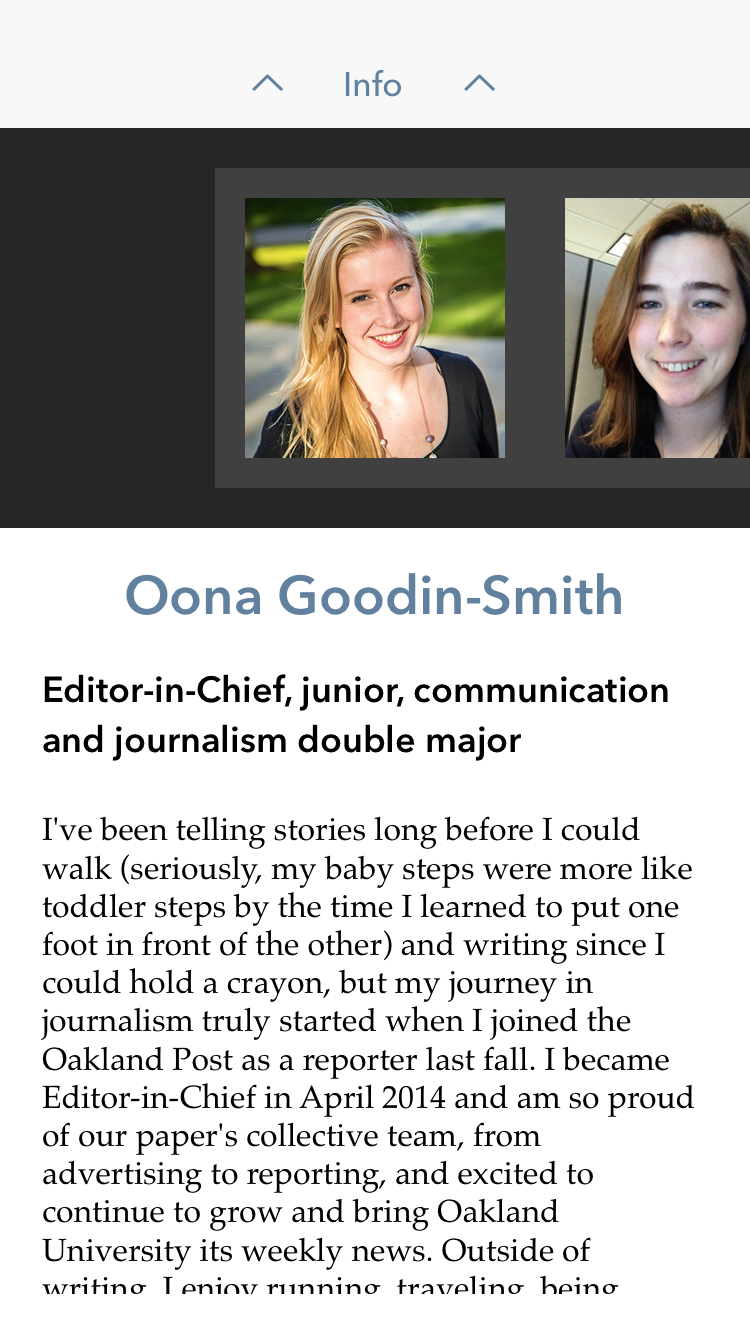 Info
Oona Goodin-Smith
Editor-in-Chief, junior, communication
and journalism double major
I've been telling stories long before I could
walk (seriously, my baby steps were more like
toddler steps by the time I learned to put one
foot in front of the other) and writing since I
could hold a crayon, but my journey in
journalism truly started when I joined the
Oakland Post as a reporter last fall. I became
Editor-in-Chief in April 2014 and am so proud
of our paper's collective team, from
advertising to reporting, and excited to
continue to grow and bring Oakland
University its weekly news. Outside of
writing, I enjoy running, traveling, being